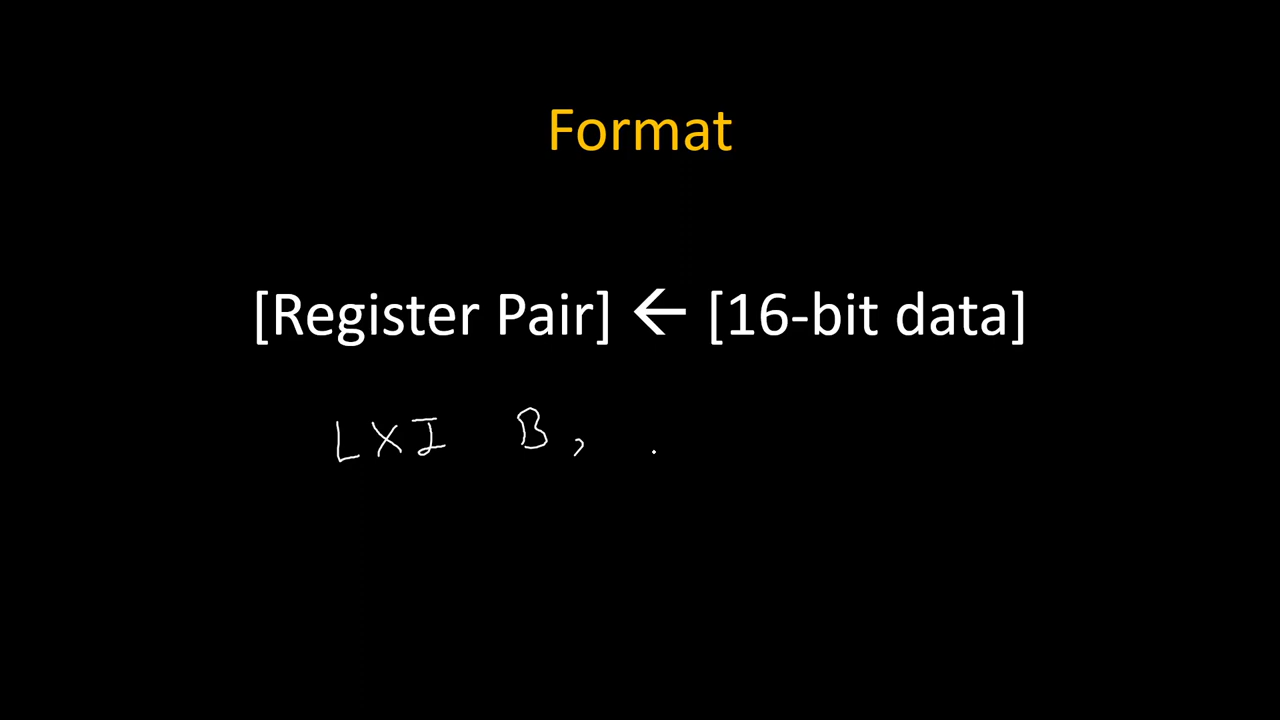 Format
[Register Pair] ← [16-bit data]
LXI B, .